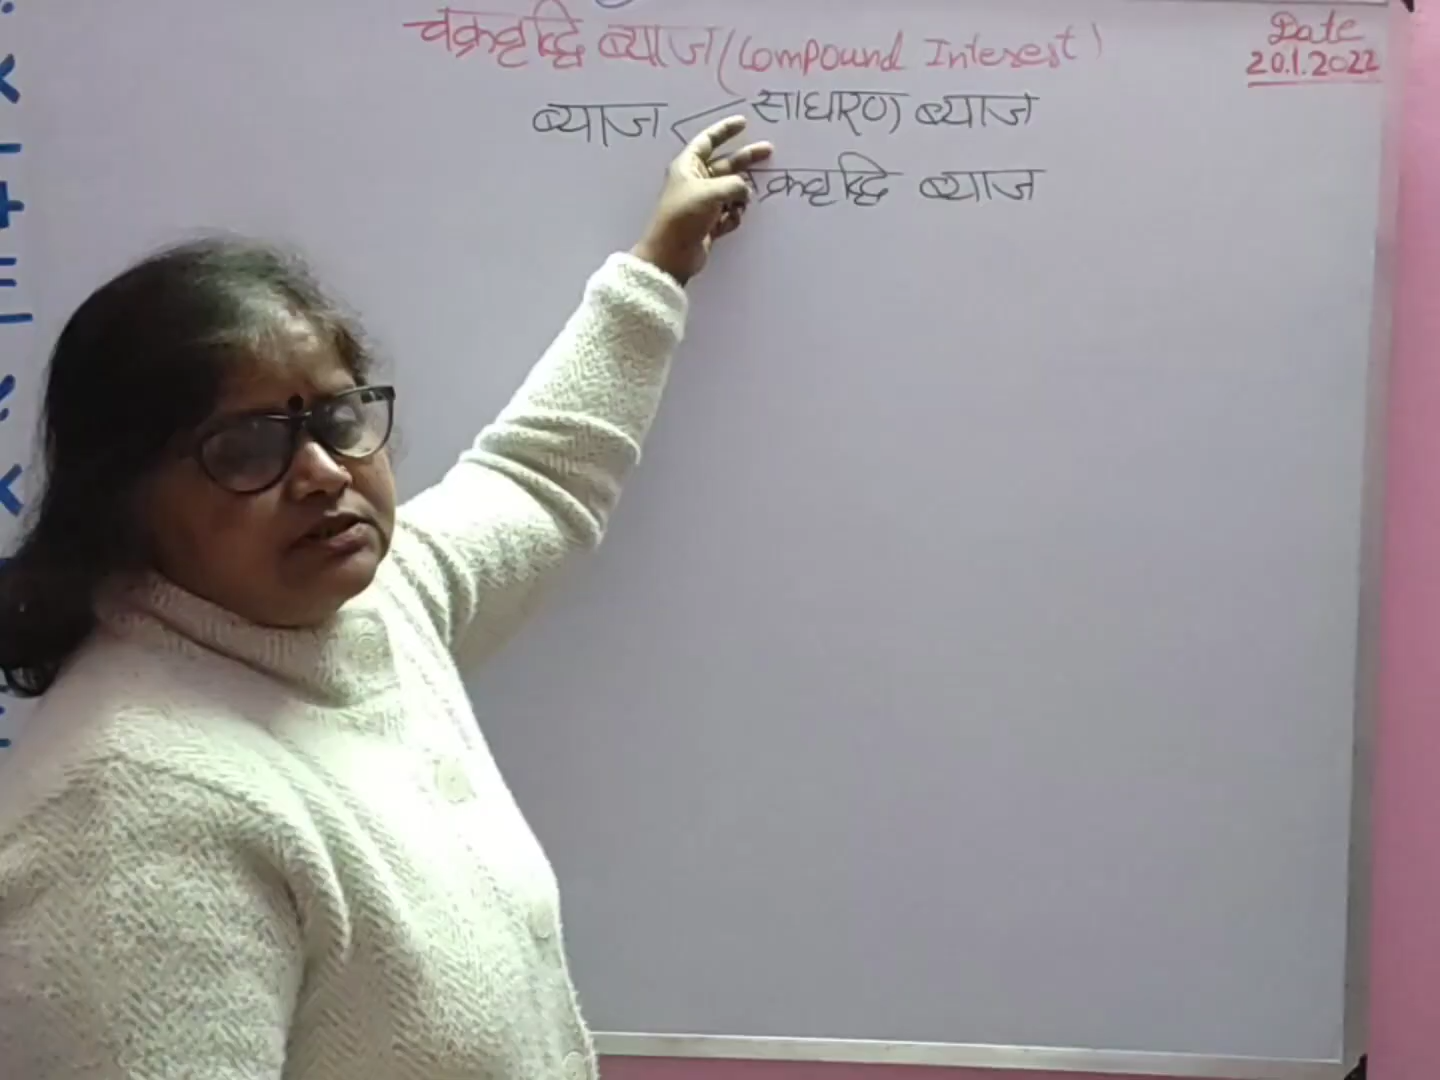 चक्रवृद्धि ब्याज (Compound Interest)
Date
20.1.2022
ब्याज < साधारण ब्याज
चक्रवृद्धि ब्याज